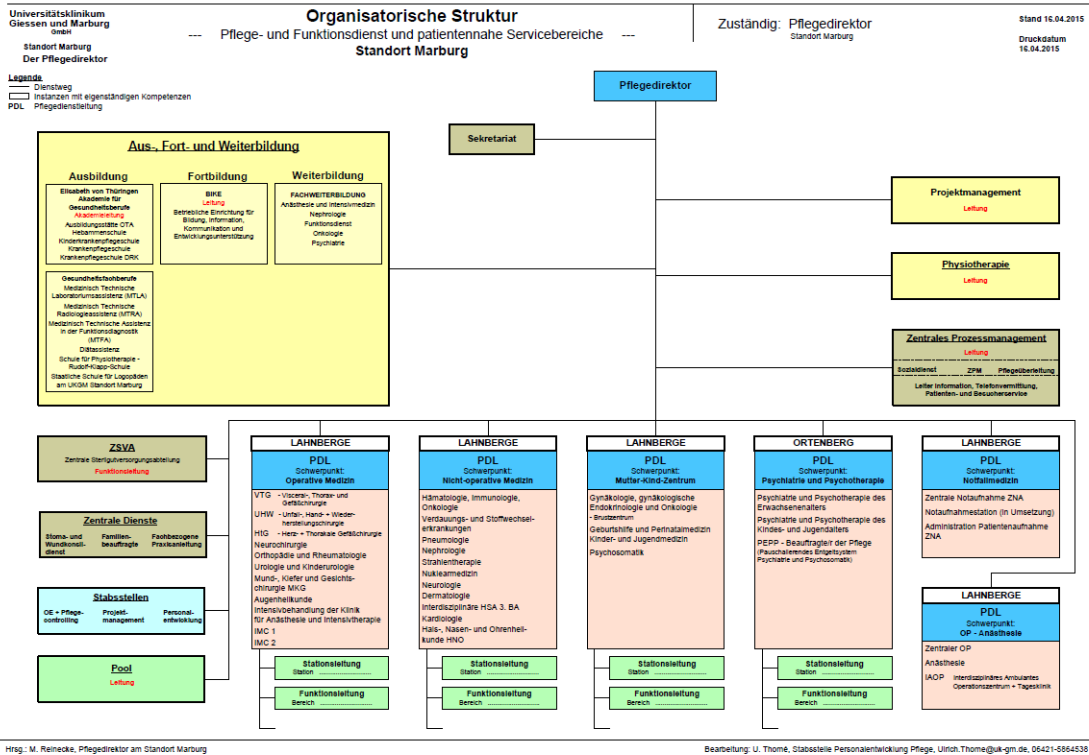 Universitätsklinikum
Giessen und Marburg
GmbH
Standort Marburg
Der Pflegedirektor
Organisatorische Struktur
--- Pflege- und Funktionsdienst und patientennahe Servicebereiche ---
Standort Marburg
Zuständig: Pflegedirektor
Standort Marburg
Stand 16.04.2015
Druckdatum
16.04.2015
Legende
Dienstweg
Instanzen mit eigenständigen Kompetenzen
PDL Pflegedienstleitung
Pflegedirektor
Sekretariat
Aus-, Fort- und Weiterbildung
Ausbildung
Elisabeth von Thüringen
Akademie für
Gesundheitsberufe
Akademieleitung
Ausbildungsstätte OTA
Hebammenschule
Kinderkrankenpflegeschule
Krankenpflegeschule
Krankenpflegeschule DRK
Gesundheitsfachberufe
Medizinisch Technische
Laboratoriumsassistenz (MTLA)
Medizinisch Technische
Radiologieassistenz (MTRA)
Medizinisch Technische Assistenz
in der Funktionsdiagnostik
(MTFA)
Diätassistenz
Schule für Physiotherapie -
Rudolf-Klapp-Schule
Staatliche Schule für Logopäden
am UKGM Standort Marburg
Fortbildung
BIKE
Leitung
Betriebliche Einrichtung für
Bildung, Information,
Kommunikation und
Entwicklungsunterstützung
Weiterbildung
FACHWEITERBILDUNG
Anästhesie und Intensivmedizin
Nephrologie
Funktionsdienst
Onkologie
Psychiatrie
Projektmanagement
Leitung
Physiotherapie
Leitung
Zentrales Prozessmanagement
Leitung
Sozialdienst ZPM Pflegeüberleitung
Leiter Information, Telefonvermittlung,
Patienten- und Besucherservice
ZSVA
Zentrale Sterilgutversorgungsabteilung
Funktionsleitung
Zentrale Dienste
Stoma- und
Wundkonsili-
dienst
Familien-
beauftragte
Fachbezogene
Praxisanleitung
Stabsstellen
OE + Pflege-
controlling
Projekt-
management
Personal-
entwicklung
Pool
Leitung
LAHNBERGE
PDL
Schwerpunkt:
Operative Medizin
VTG - Visceral-, Thorax- und
Gefäßchirurgie
UHW - Unfall-, Hand- + Wieder-
herstellungschirurgie
HtG - Herz- + Thorakale Gefäßchirurgie
Neurochirurgie
Orthopädie und Rheumatologie
Urologie und Kinderurologie
Mund-, Kiefer und Gesichts-
chirurgie MKG
Augenheilkunde
Intensivbehandlung der Klinik
für Anästhesie und Intensivtherapie
IMC 1
IMC 2
Stationsleitung
Station ....................
Funktionsleitung
Bereich ....................
LAHNBERGE
PDL
Schwerpunkt:
Nicht-operative Medizin
Hämatologie, Immunologie,
Onkologie
Verdauungs- und Stoffwechsel-
erkrankungen
Pneumologie
Nephrologie
Strahlentherapie
Nuklearmedizin
Neurologie
Dermatologie
Interdisziplinäre HSA 3. BA
Kardiologie
Hals-, Nasen- und Ohrenheil-
kunde HNO
Stationsleitung
Station ....................
Funktionsleitung
Bereich ....................
LAHNBERGE
PDL
Schwerpunkt:
Mutter-Kind-Zentrum
Gynäkologie, gynäkologische
Endokrinologie und Onkologie
- Brustzentrum
Geburtshilfe und Perinatalmedizin
Kinder- und Jugendmedizin
Psychosomatik
Stationsleitung
Station ....................
Funktionsleitung
Bereich ....................
ORTENBERG
PDL
Schwerpunkt:
Psychiatrie und Psychotherapie
Psychiatrie und Psychotherapie des
Erwachsenenalters
Psychiatrie und Psychotherapie des
Kindes- und Jugendalters
PEPP - Beauftragte/r der Pflege
(Pauschalierendes Entgeltsystem
Psychiatrie und Psychosomatik)
Stationsleitung
Station ....................
Funktionsleitung
Bereich ....................
LAHNBERGE
PDL
Schwerpunkt:
Notfallmedizin
Zentrale Notaufnahme ZNA
Notaufnahmestation (in Umsetzung)
Administration Patientenaufnahme
ZNA
LAHNBERGE
PDL
Schwerpunkt:
OP - Anästhesie
Zentraler OP
Anästhesie
IAOP Interdisziplinäres Ambulantes
Operationszentrum + Tagesklinik
Hrsg.: M. Reinecke, Pflegedirektor am Standort Marburg
Bearbeitung: U. Thomé, Stabsstelle Personalentwicklung Pflege, Ulrich.Thome@uk-gm.de, 06421-5864538